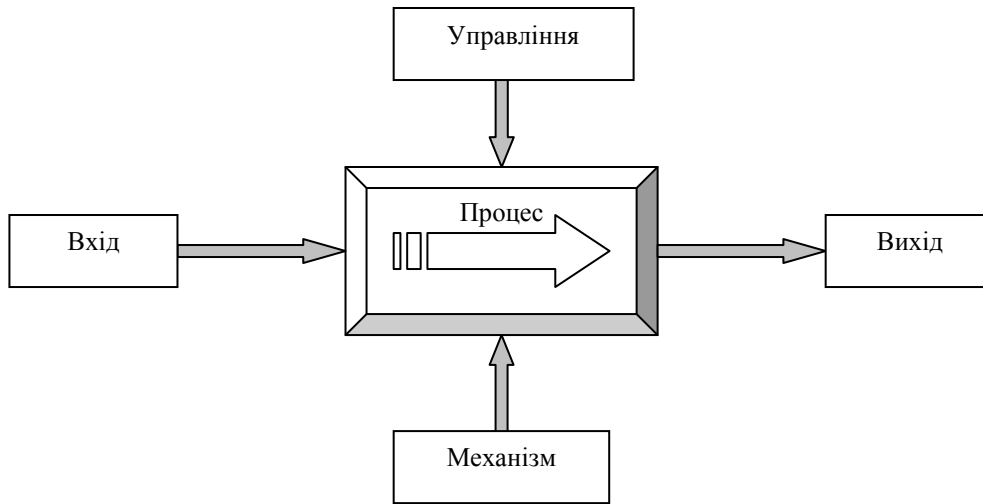 Управління
Процес
Вхід
Вихід
Механізм